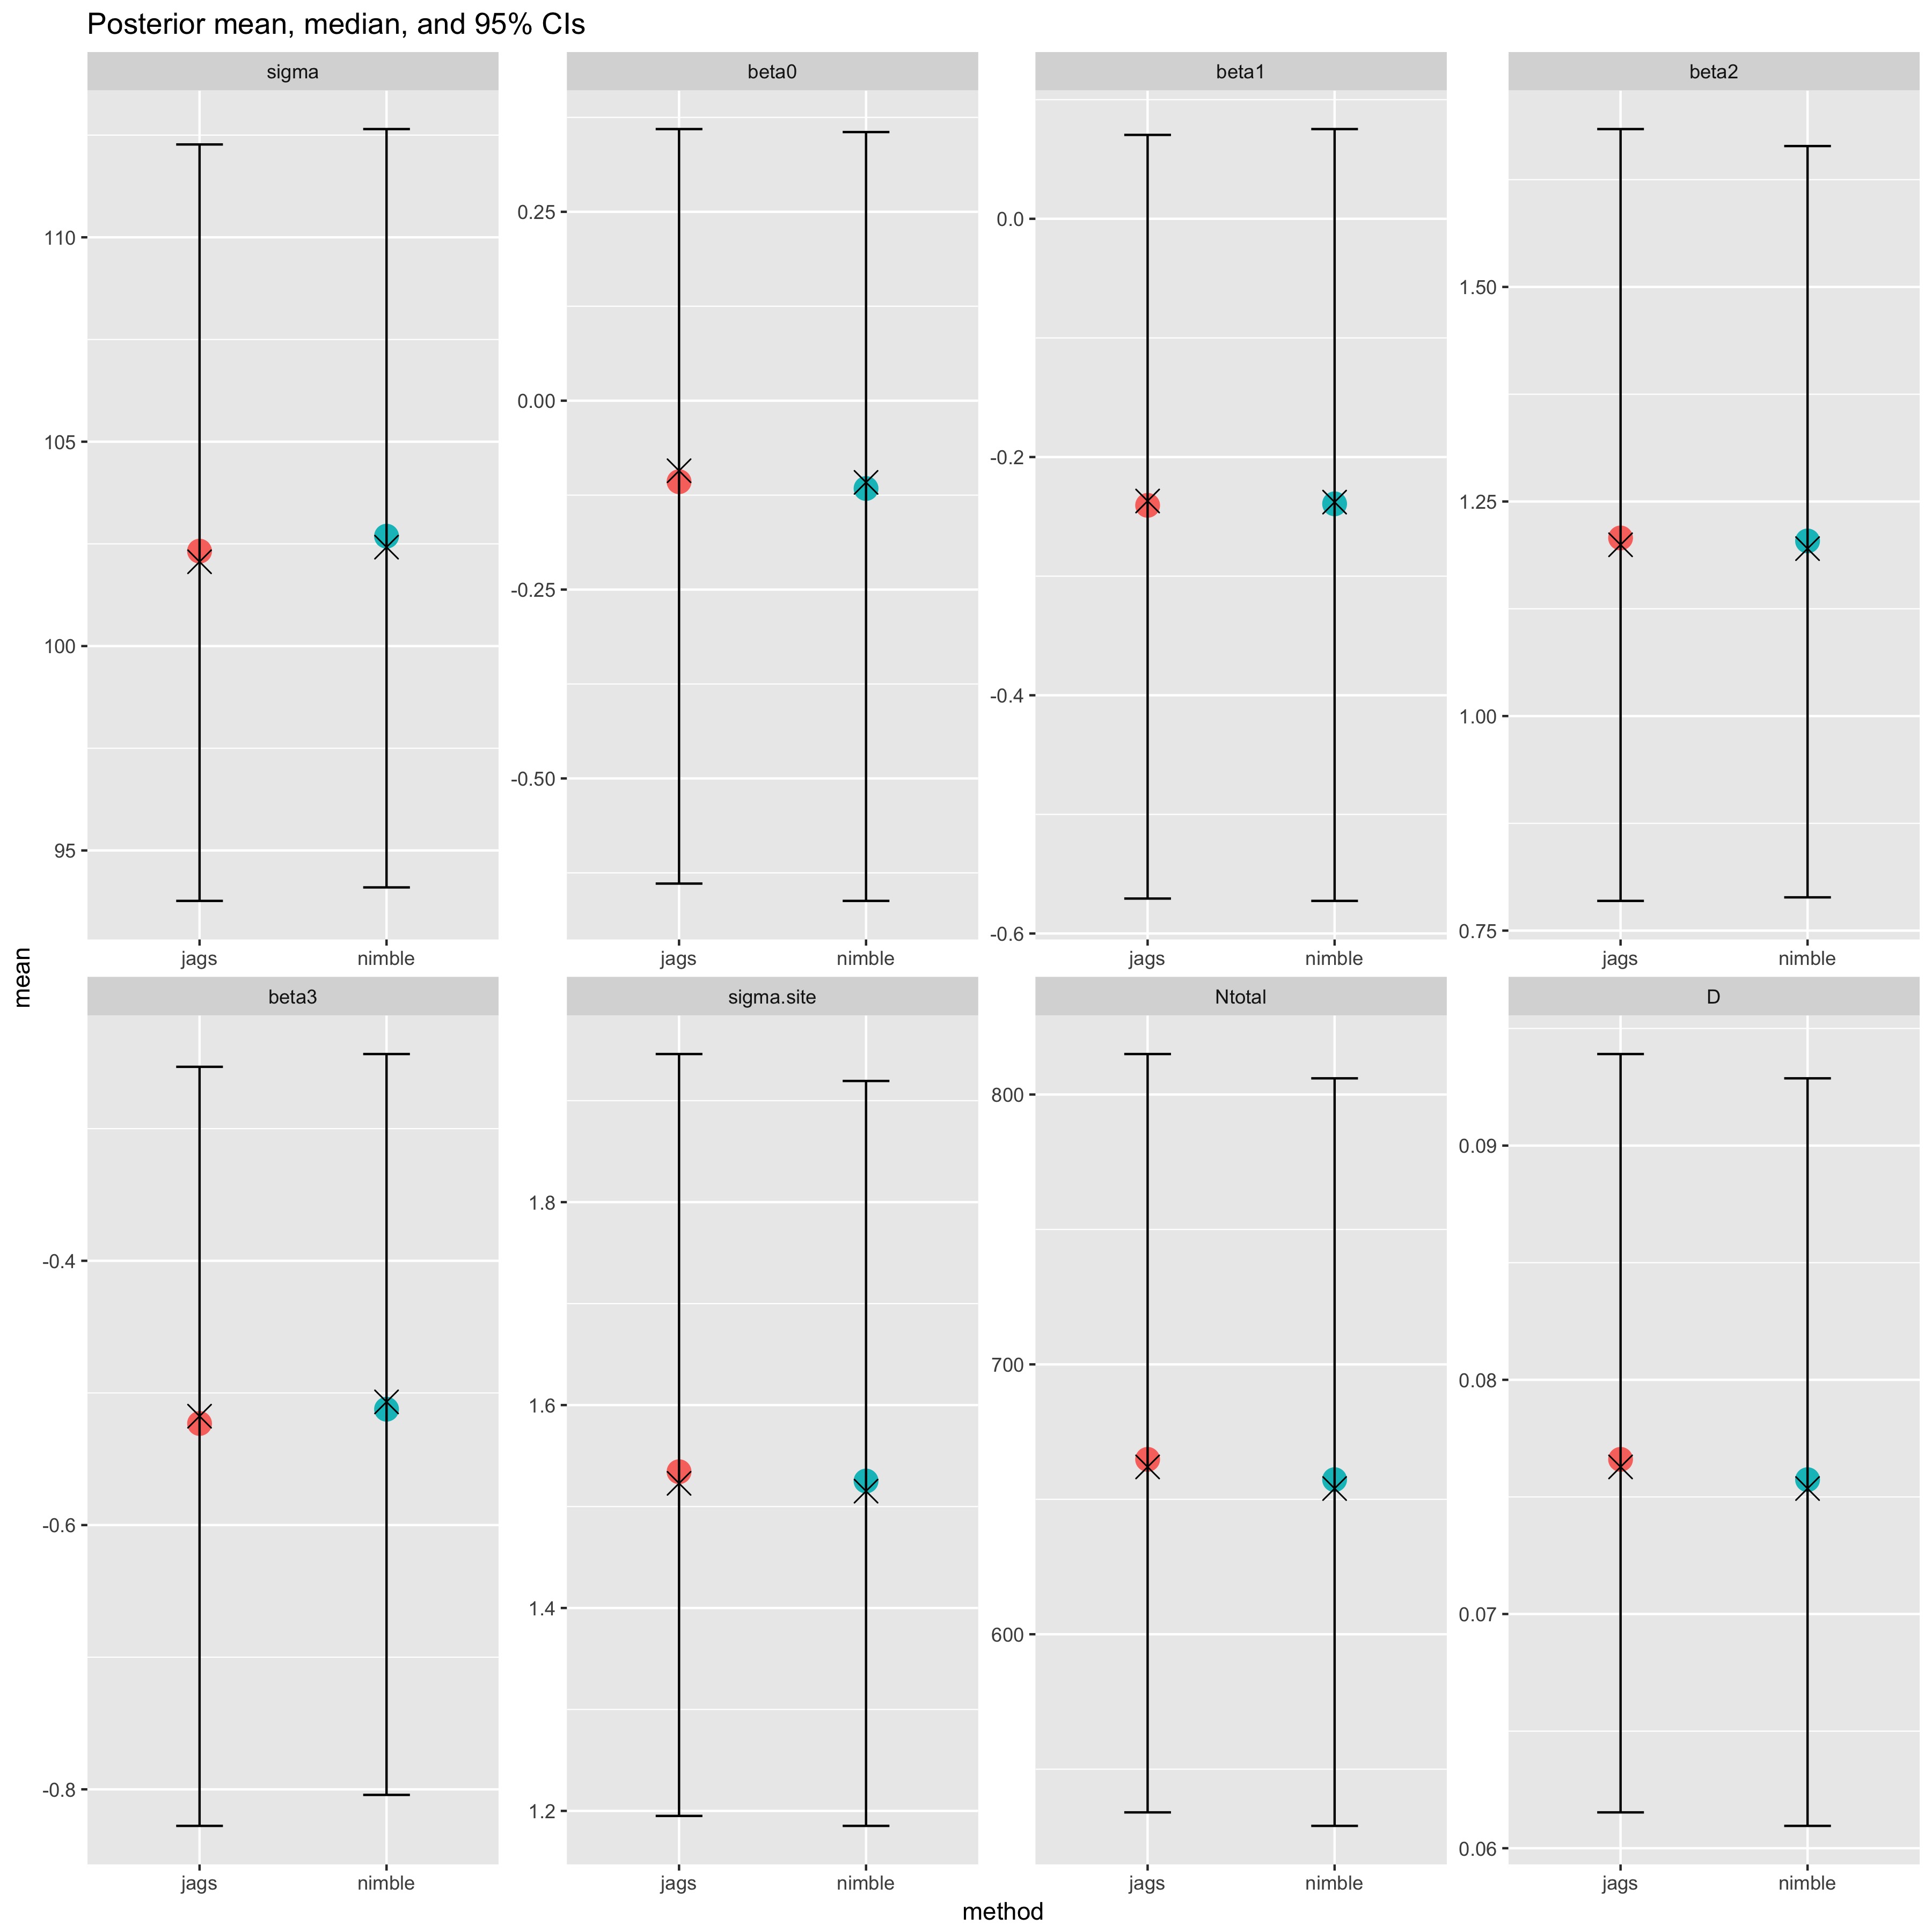 Posterior mean, median, and 95% CIs
sigma
beta0
beta1
beta2
110
105
100
95
0.25
0.00
-0.25
-0.50
0.0
-0.2
-0.4
-0.6
1.50
1.25
1.00
0.75
jags nimble
jags nimble
jags nimble
jags nimble
mean
beta3
sigma.site
Ntotal
D
-0.4
-0.6
-0.8
1.8
1.6
1.4
1.2
800
700
600
0.09
0.08
0.07
0.06
jags nimble
jags nimble
jags nimble
jags nimble
method